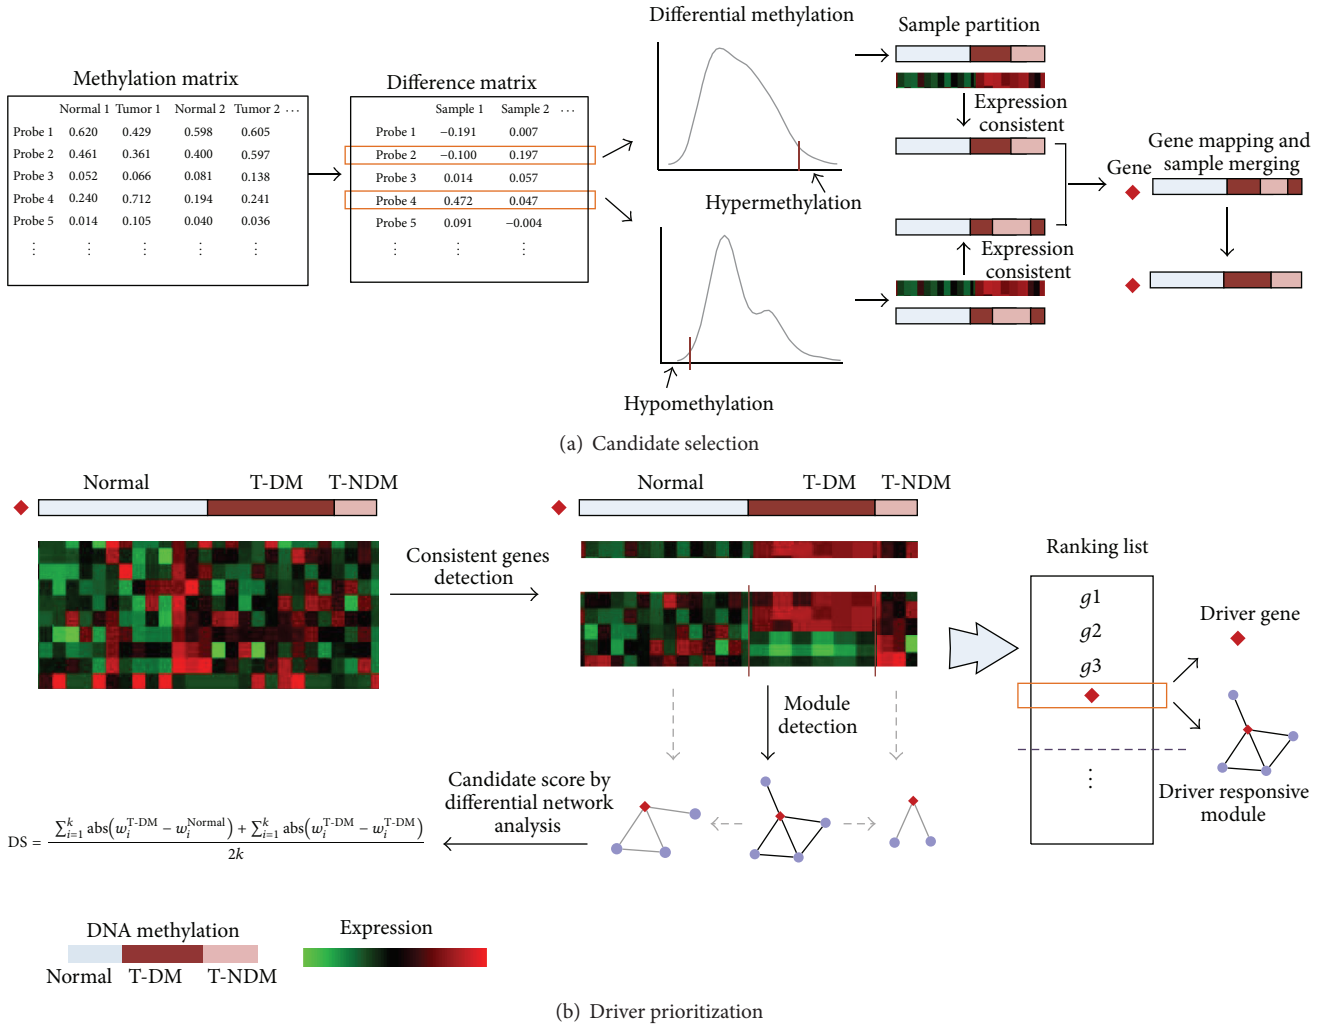 Differential methylation
Sample partition
Methylation matrix
Difference matrix
Normal 1 Tumor 1 Normal 2 Tumor 2 ⋯
Probe 1 0.620 0.429 0.598 0.605
Probe 2 0.461 0.361 0.400 0.597
Probe 3 0.052 0.066 0.081 0.138
Probe 4 0.240 0.712 0.194 0.241
Probe 5 0.014 0.105 0.040 0.036
⋮ ⋮ ⋮ ⋮ ⋮
Sample 1 Sample 2 ⋯
Probe 1 −0.191 0.007
Probe 2 −0.100 0.197
Probe 3 0.014 0.057
Probe 4 0.472 0.047
Probe 5 0.091 −0.004
⋮ ⋮ ⋮
Hypermethylation
Hypomethylation
Expression
consistent
Expression
consistent
Gene mapping and
sample merging
Gene
(a) Candidate selection
Normal T-DM T-NDM
Consistent genes
detection
Normal T-DM T-NDM
Module
detection
Ranking list
g1
g2
g3
⋮
Driver gene
Driver responsive
module
Candidate score by
differential network
analysis
DS = \frac{\sum_{i=1}^{k} abs(w_i^{T-DM} − w_i^{Normal}) + \sum_{i=1}^{k} abs(w_i^{T-DM} − w_i^{T-DM})}{2k}
DNA methylation
Normal T-DM T-NDM
Expression
(b) Driver prioritization